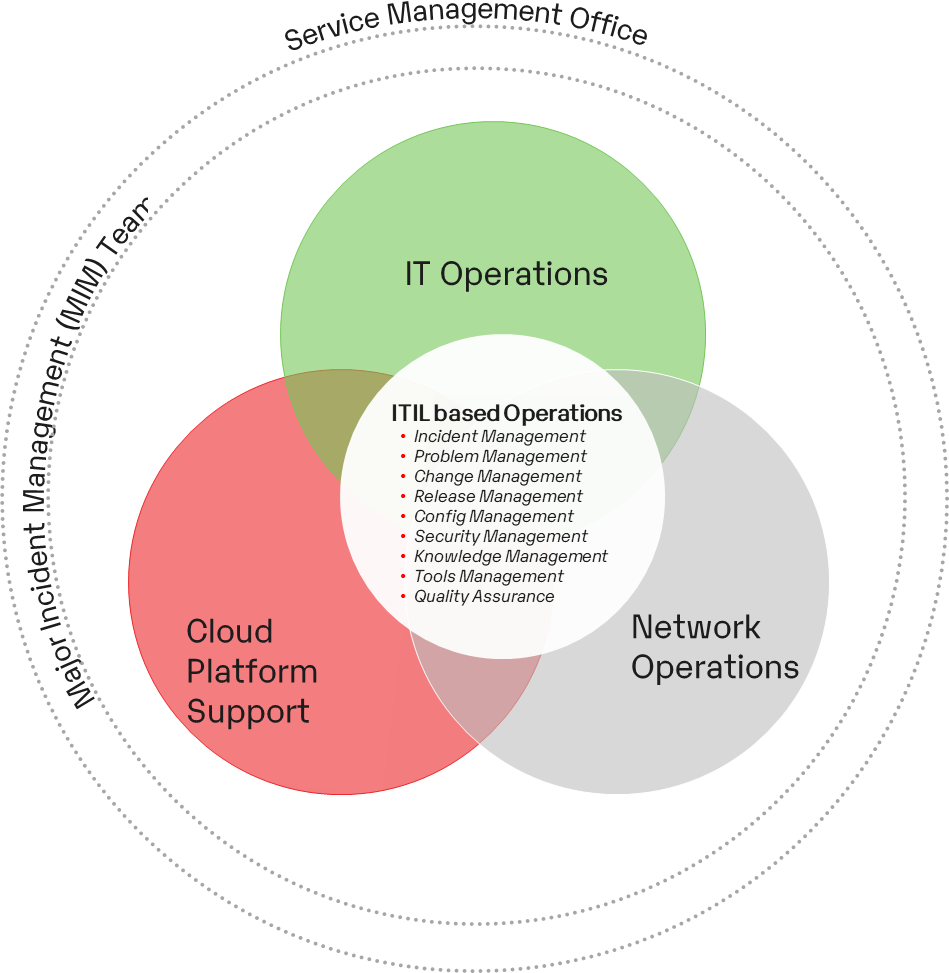 Service Management Office
Major Incident Management (MIM) Team
IT Operations
ITIL based Operations
• Incident Management
• Problem Management
• Change Management
• Release Management
• Config Management
• Security Management
• Knowledge Management
• Tools Management
• Quality Assurance
Cloud
Platform
Support
Network
Operations